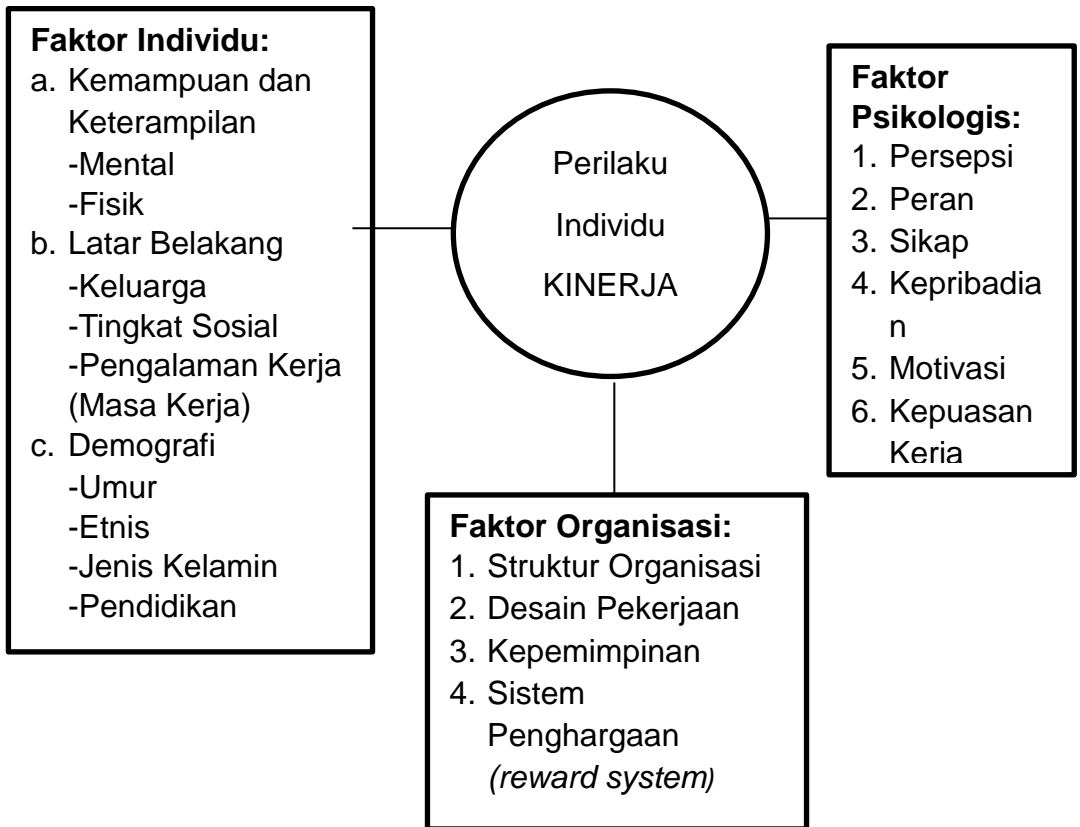 Faktor Individu:
a. Kemampuan dan
Keterampilan
-Mental
-Fisik
b. Latar Belakang
-Keluarga
-Tingkat Sosial
-Pengalaman Kerja
(Masa Kerja)
c. Demografi
-Umur
-Etnis
-Jenis Kelamin
-Pendidikan
Perilaku
Individu
KINERJA
Faktor
Psikologis:
1. Persepsi
2. Peran
3. Sikap
4. Kepribadia
n
5. Motivasi
6. Kepuasan
Kerja
Faktor Organisasi:
1. Struktur Organisasi
2. Desain Pekerjaan
3. Kepemimpinan
4. Sistem
Penghargaan
(reward system)